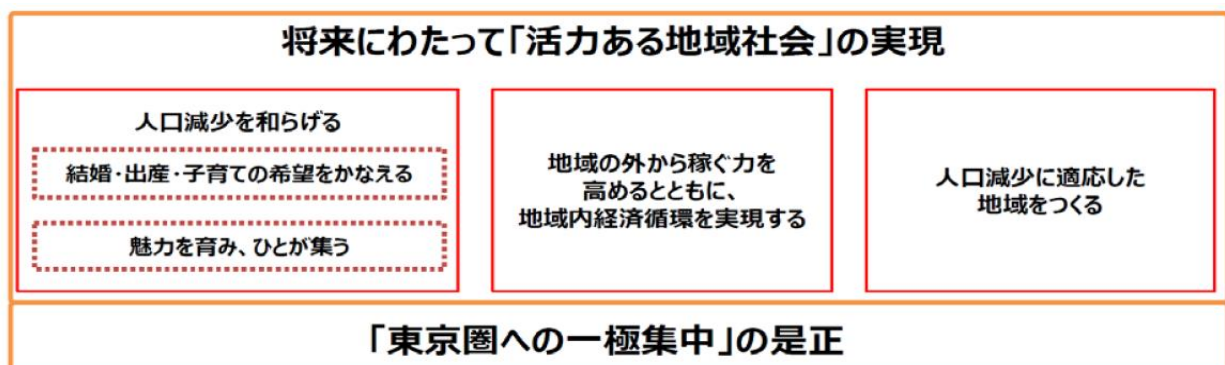 将来にわたって「活力ある地域社会」の実現
人口減少を和らげる
結婚・出産・子育ての希望をかなえる
魅力を育み、ひとが集う
地域の外から稼ぐ力を
高めるとともに、
地域内経済循環を実現する
人口減少に適応した
地域をつくる
「東京圏への一極集中」の是正